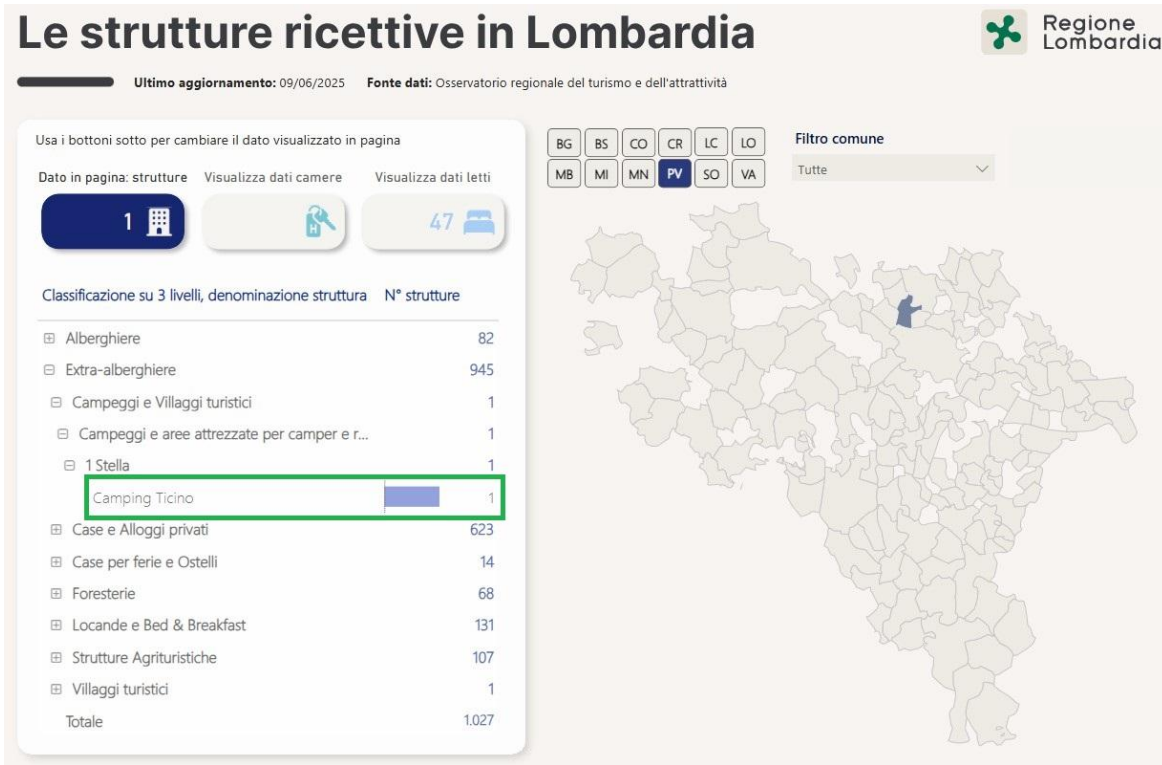 Le strutture ricettive in Lombardia
Regione
Lombardia
Ultimo aggiornamento: 09/06/2025 Fonte dati: Osservatorio regionale del turismo e dell'attrattività
Usa i bottoni sotto per cambiare il dato visualizzato in pagina
Dato in pagina: strutture Visualizza dati camere Visualizza dati letti
1 H 47
BG BS CO CR LC LO
MB MI MN PV SO VA
Filtro comune
Tutte
Classificazione su 3 livelli, denominazione struttura N° strutture
Alberghiere 82
Extra-alberghiere 945
Campeggi e Villaggi turistici 1
Campeggi e aree attrezzate per camper e r... 1
1 Stella 1
Camping Ticino 1
Case e Alloggi privati 623
Case per ferie e Ostelli 14
Foresterie 68
Locande e Bed & Breakfast 131
Strutture Agrituristiche 107
Villaggi turistici 1
Totale 1.027